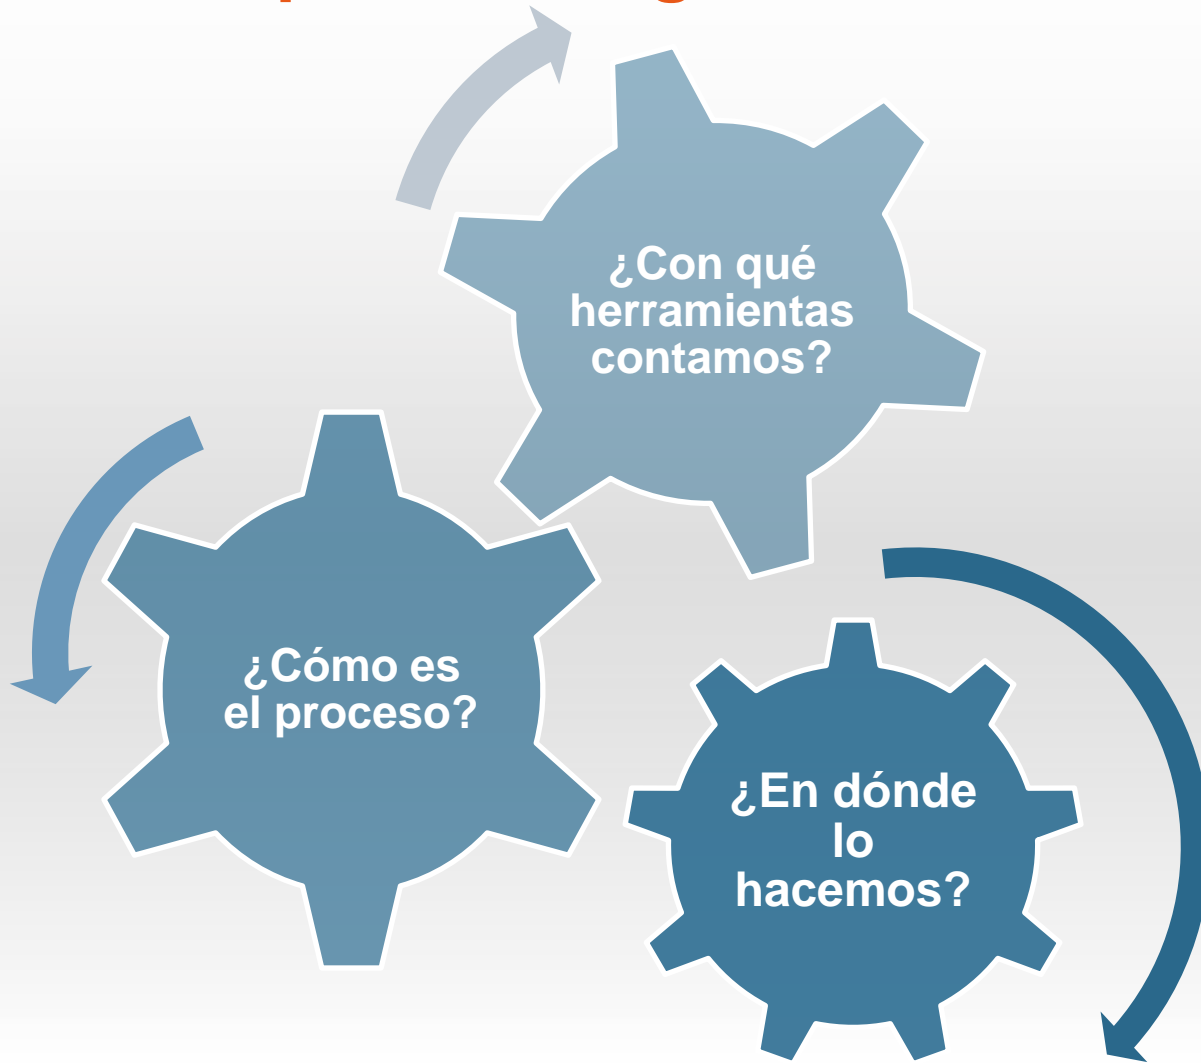 ¿Con qué
herramientas
contamos?
¿Cómo es
el proceso?
¿En dónde
lo
hacemos?